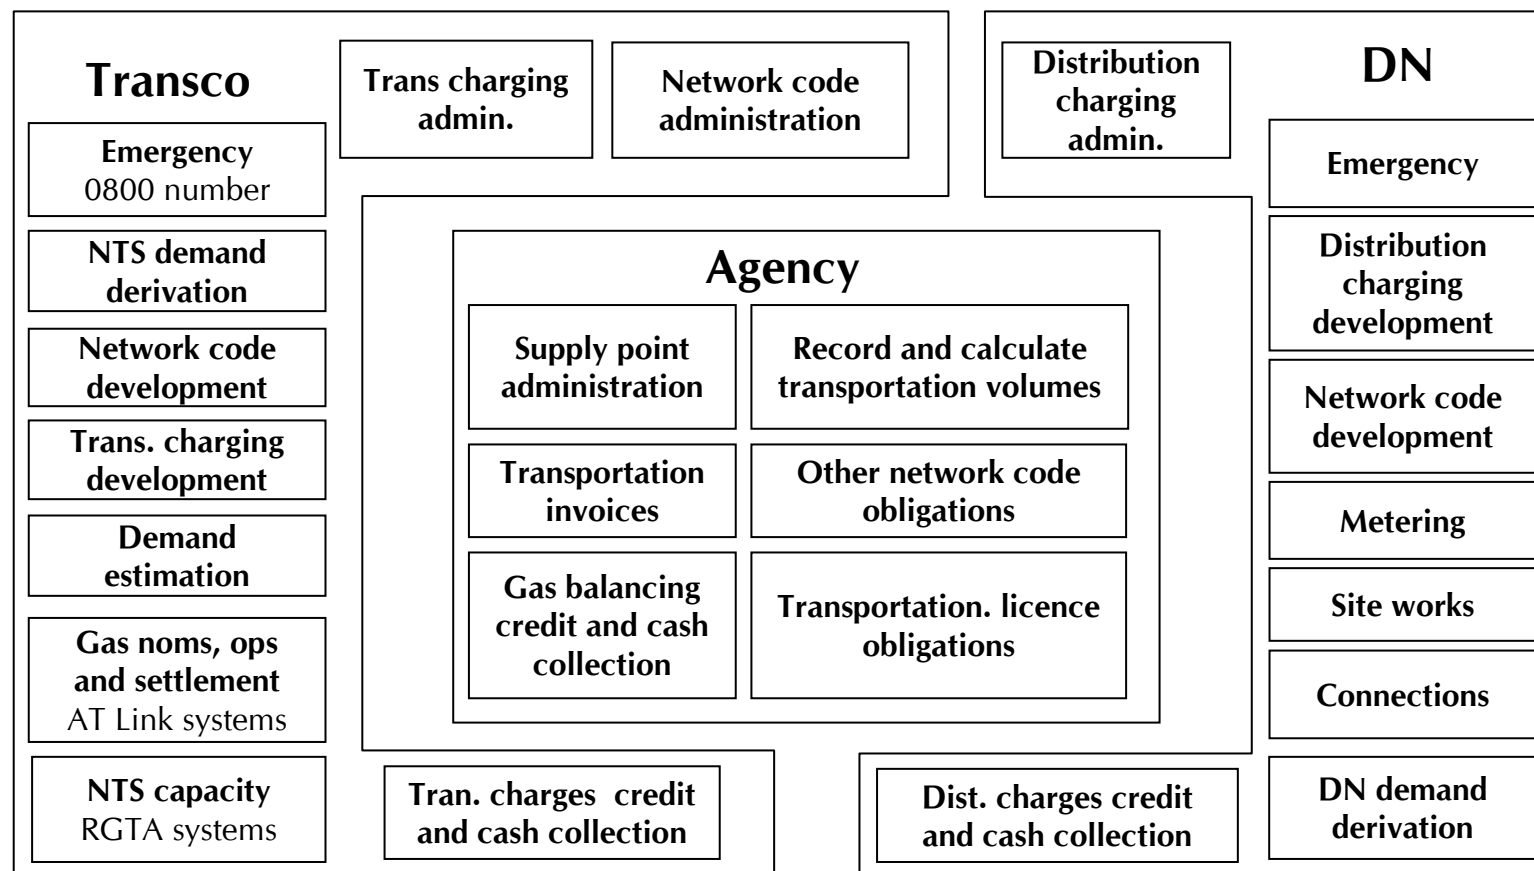 Transco
Trans charging
admin.
Network code
administration
Emergency
0800 number
NTS demand
derivation
Network code
development
Trans. charging
development
Demand
estimation
Gas noms, ops
and settlement
AT Link systems
NTS capacity
RGTA systems
Tran. charges  credit
and cash collection
Agency
Supply point
administration
Record and calculate
transportation volumes
Transportation
invoices
Other network code
obligations
Gas balancing
credit and cash
collection
Transportation. licence
obligations
Distribution
charging
admin.
DN
Emergency
Distribution
charging
development
Network code
development
Metering
Site works
Connections
DN demand
derivation
Dist. charges credit
and cash collection